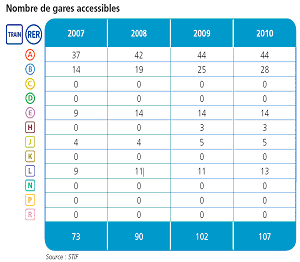 Nombre de gares accessibles
TRAIN RER 2007 2008 2009 2010
A 37 42 44 44
B 14 19 25 28
C 0 0 0 0
D 0 0 0 0
E 9 14 14 14
H 0 0 3 3
J 4 4 5 5
K 0 0 0 0
L 9 11| 11 13
N 0 0 0 0
P 0 0 0 0
R 0 0 0 0
73 90 102 107
Source : STIF